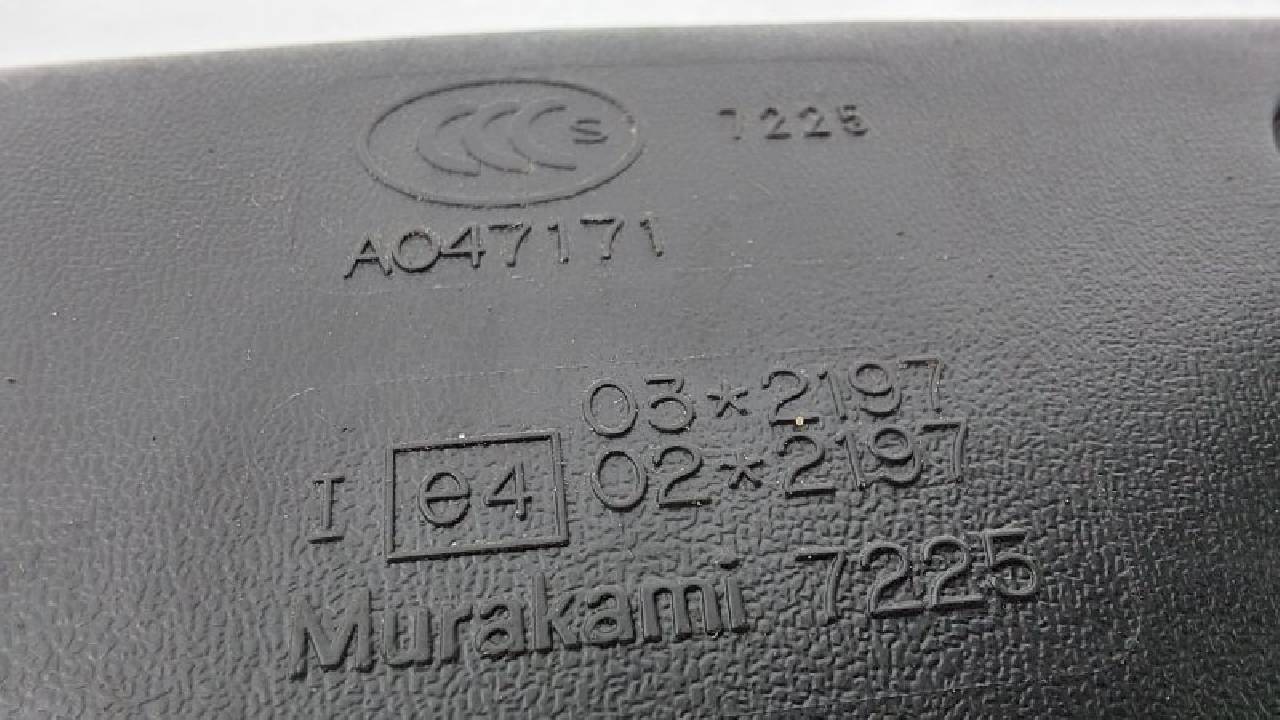 CCC S 7225
A047171
03*2197
I e4 02*2197
Murakami 7225